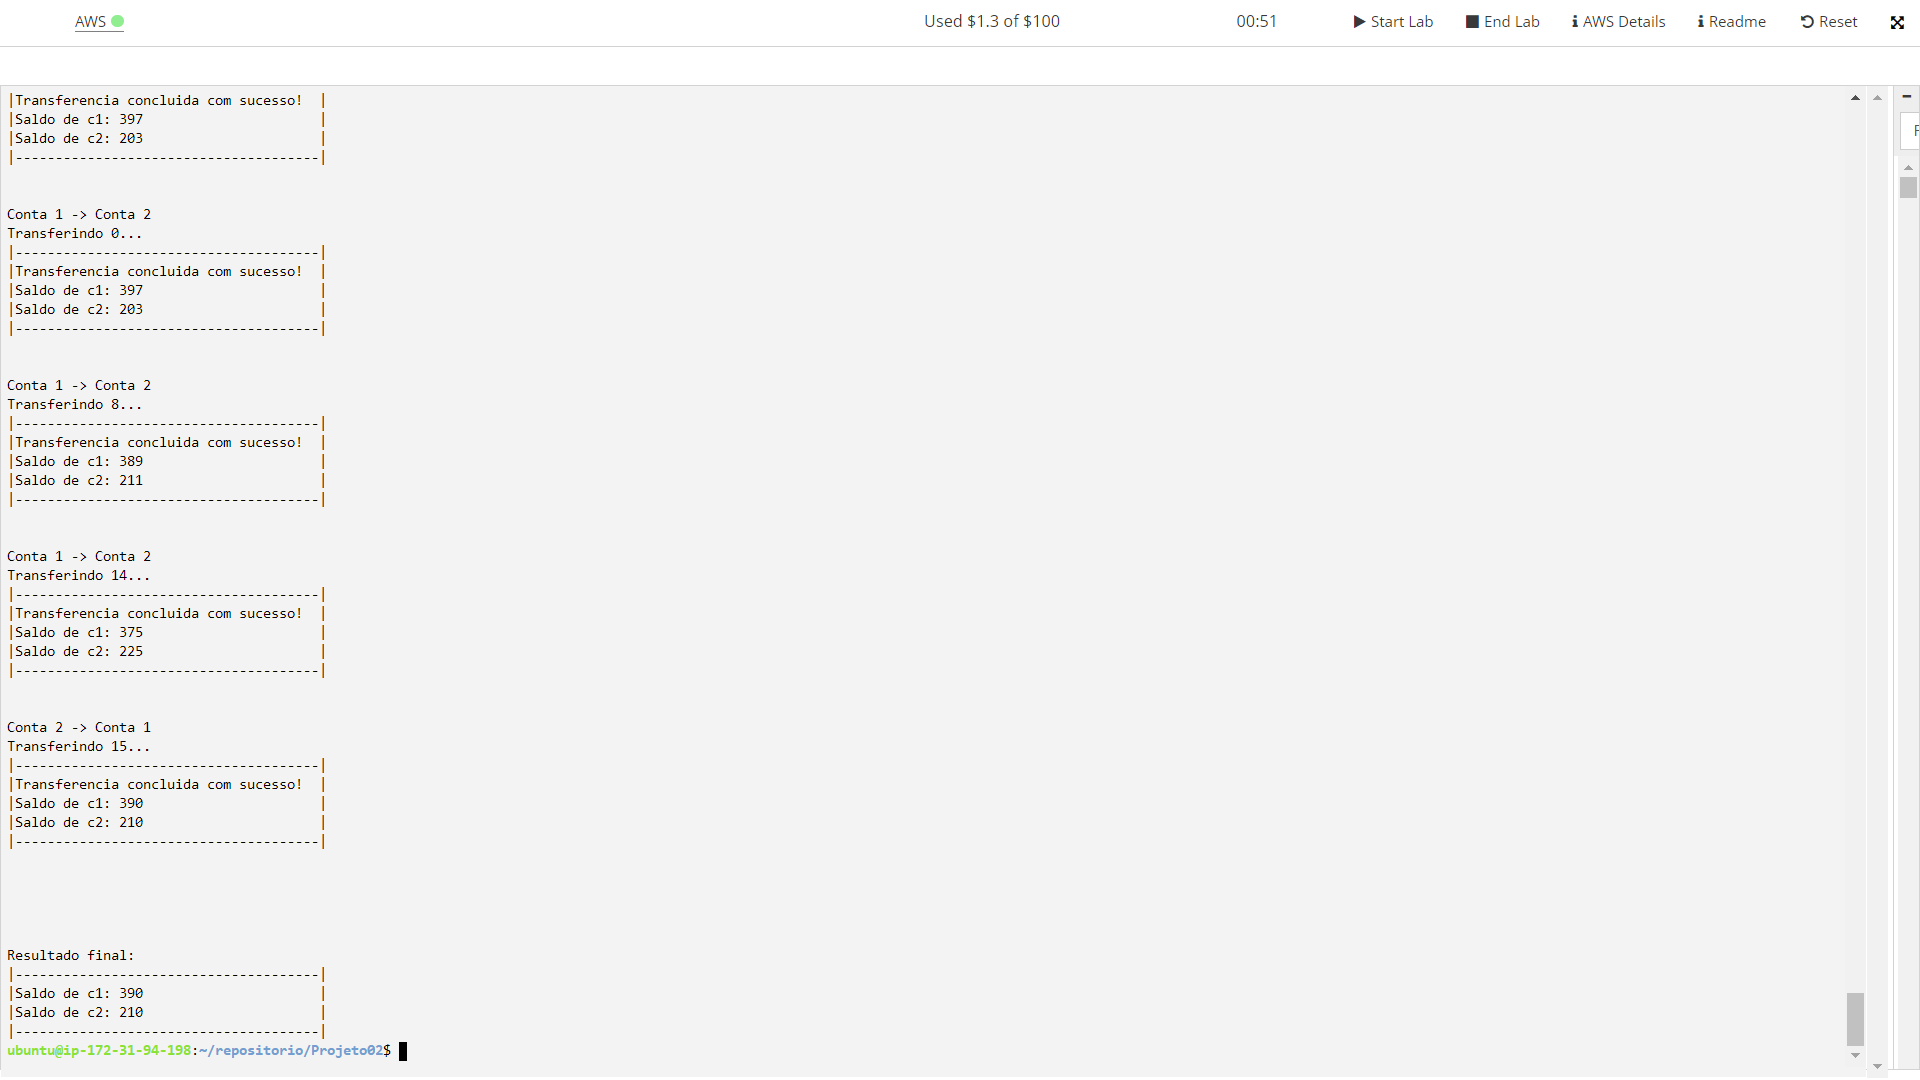 AWS Used $1.3 of $100 00:51 Start Lab End Lab AWS Details Readme Reset
|Transferencia concluida com sucesso!  |
|Saldo de c1: 397                      |
|Saldo de c2: 203                      |
|--------------------------------------|
Conta 1 -> Conta 2
Transferindo 0...
|--------------------------------------|
|Transferencia concluida com sucesso!  |
|Saldo de c1: 397                      |
|Saldo de c2: 203                      |
|--------------------------------------|
Conta 1 -> Conta 2
Transferindo 8...
|--------------------------------------|
|Transferencia concluida com sucesso!  |
|Saldo de c1: 389                      |
|Saldo de c2: 211                      |
|--------------------------------------|
Conta 1 -> Conta 2
Transferindo 14...
|--------------------------------------|
|Transferencia concluida com sucesso!  |
|Saldo de c1: 375                      |
|Saldo de c2: 225                      |
|--------------------------------------|
Conta 2 -> Conta 1
Transferindo 15...
|--------------------------------------|
|Transferencia concluida com sucesso!  |
|Saldo de c1: 390                      |
|Saldo de c2: 210                      |
|--------------------------------------|
Resultado final:
|--------------------------------------|
|Saldo de c1: 390                      |
|Saldo de c2: 210                      |
|--------------------------------------|
ubuntu@ip-172-31-94-198:~/repositorio/Projeto02$